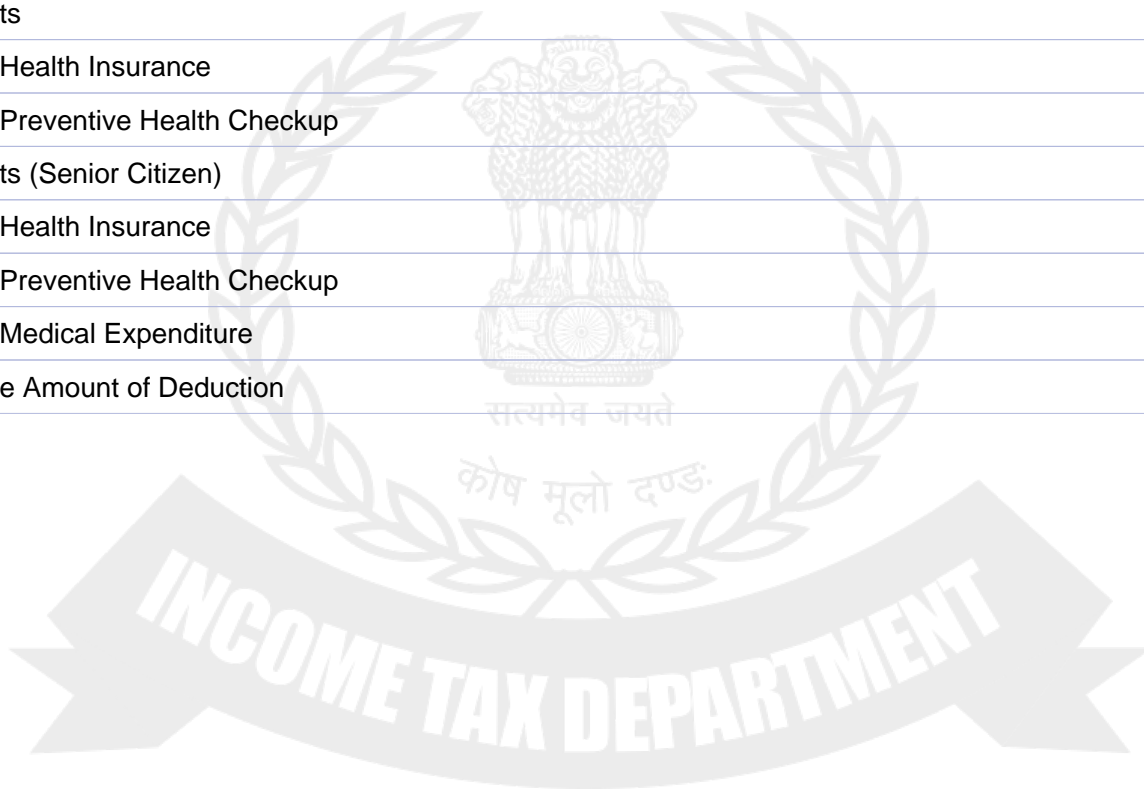 ts
Health Insurance
Preventive Health Checkup
ts (Senior Citizen)
Health Insurance
Preventive Health Checkup
Medical Expenditure
e Amount of Deduction
सत्यमेव जयते
कोष मूलो दण्डः
INCOME TAX DEPARTMENT